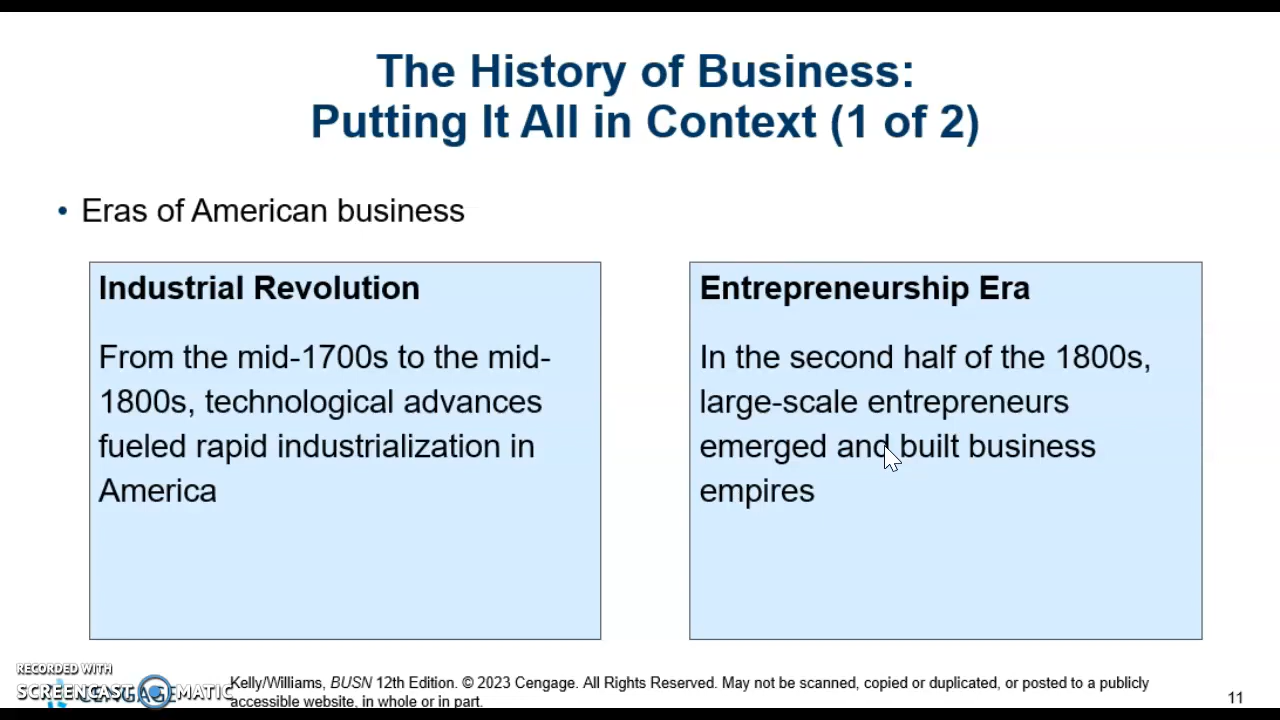 The History of Business:
Putting It All in Context (1 of 2)
• Eras of American business
Industrial Revolution
From the mid-1700s to the mid-
1800s, technological advances
fueled rapid industrialization in
America
Entrepreneurship Era
In the second half of the 1800s,
large-scale entrepreneurs
emerged and built business
empires
RECORDED WITH
SCREENCAST MATIC
CENGAGE
Kelly/Williams, BUSN 12th Edition. © 2023 Cengage. All Rights Reserved. May not be scanned, copied or duplicated, or posted to a publicly
accessible website, in whole or in part.
11